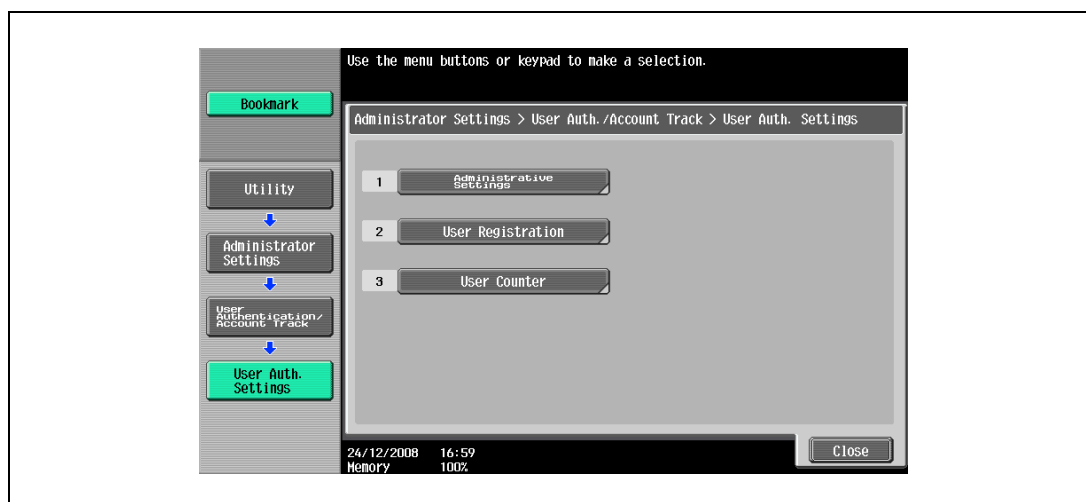 Use the menu buttons or keypad to make a selection.
Bookmark
Administrator Settings > User Auth./Account Track > User Auth. Settings
Utility
Administrator
Settings
User
Authentication/
Account Track
User Auth.
Settings
1 Administrative
Settings
2 User Registration
3 User Counter
24/12/2008 16:59
Memory 100%
Close